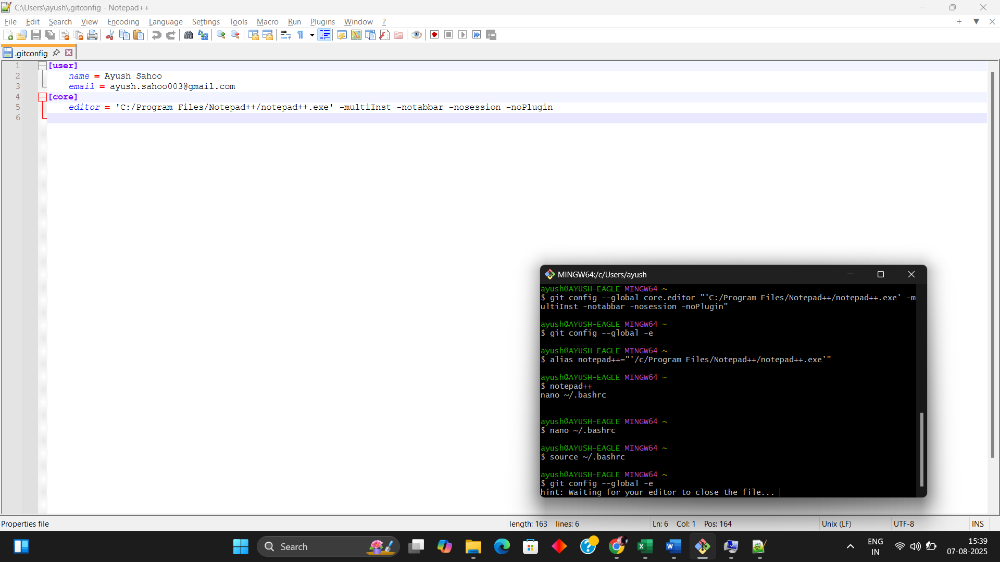 C:\Users\ayush\.gitconfig - Notepad++
File Edit Search View Encoding Language Settings Tools Macro Run Plugins Window ?
.gitconfig
1 [user]
2 name = Ayush Sahoo
3 email = ayush.sahoo003@gmail.com
4 [core]
5 editor = 'C:/Program Files/Notepad++/notepad++.exe' -multiInst -notabbar -nosession -noPlugin
6
MINGW64:/c/Users/ayush
ayush@AYUSH-EAGLE MINGW64 ~
$ git config --global core.editor "'C:/Program Files/Notepad++/notepad++.exe' -m
ultiInst -notabbar -nosession -noPlugin"
ayush@AYUSH-EAGLE MINGW64 ~
$ git config --global -e
ayush@AYUSH-EAGLE MINGW64 ~
$ alias notepad++="'/c/Program Files/Notepad++/notepad++.exe'"
ayush@AYUSH-EAGLE MINGW64 ~
$ notepad++
nano ~/.bashrc
ayush@AYUSH-EAGLE MINGW64 ~
$ nano ~/.bashrc
ayush@AYUSH-EAGLE MINGW64 ~
$ source ~/.bashrc
ayush@AYUSH-EAGLE MINGW64 ~
$ git config --global -e
hint: Waiting for your editor to close the file...
Properties file length: 163 lines: 6 Ln: 6 Col: 1 Pos: 164 Unix (LF) UTF-8 INS
Search
ENG
IN
15:39
07-08-2025